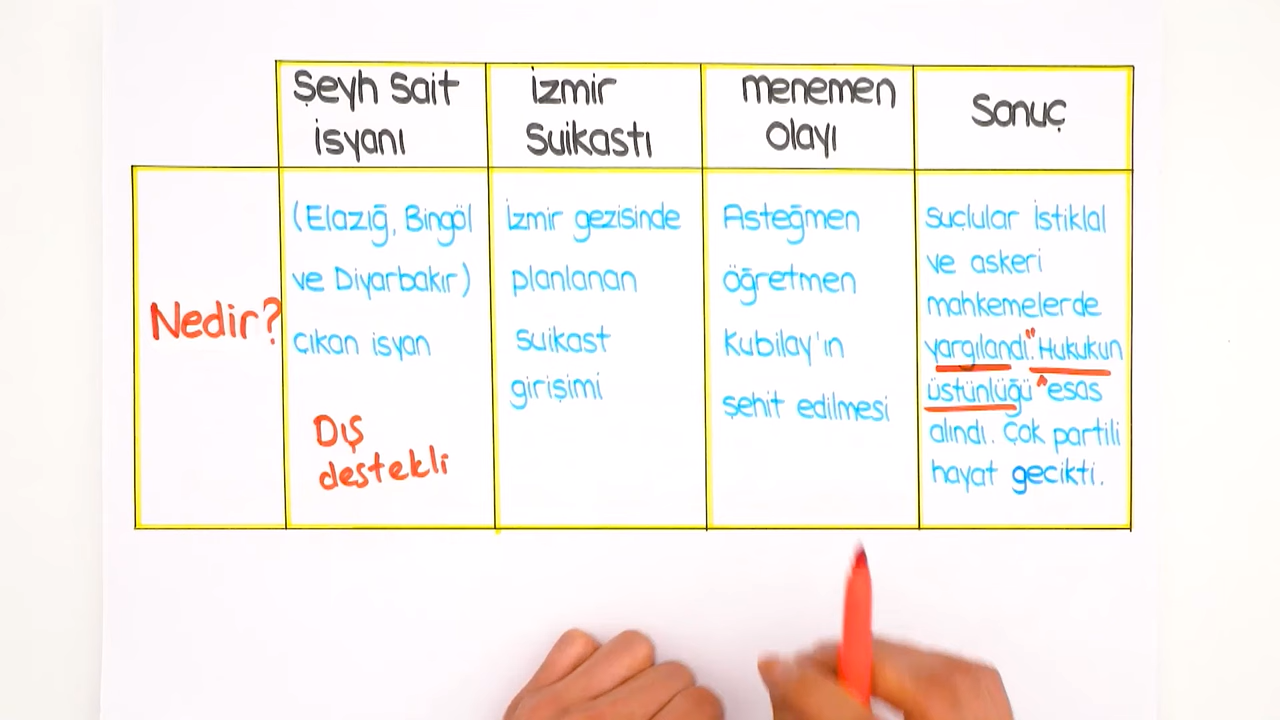 Şeyh Sait
İsyanı
İzmir
Suikastı
menemen
Olayı
Sonuç
Nedir?
(Elazığ, Bingöl
ve Diyarbakır)
çıkan isyan
Dış
destekli
İzmir gezisinde
planlanan
suikast
girişimi
Asteğmen
öğretmen
Kubilay'ın
şehit edilmesi
Suçlular İstiklal
ve askeri
mahkemelerde
yargılandı. "Hukukun
üstünlüğü" esas
alındı. Çok partili
hayat gecikti.